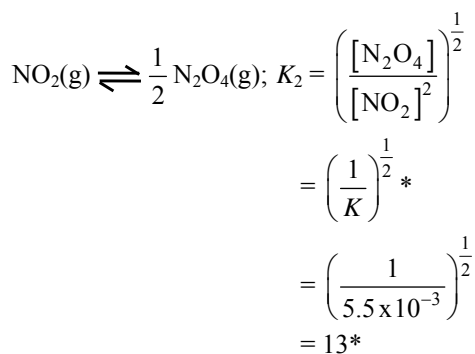 NO₂(g) ⇌ 1/2 N₂O₄(g); K₂ = ([N₂O₄]/[NO₂]²)^(1/2)
= (1/K)^(1/2) *
= (1/(5.5 x10⁻³))^(1/2)
= 13*